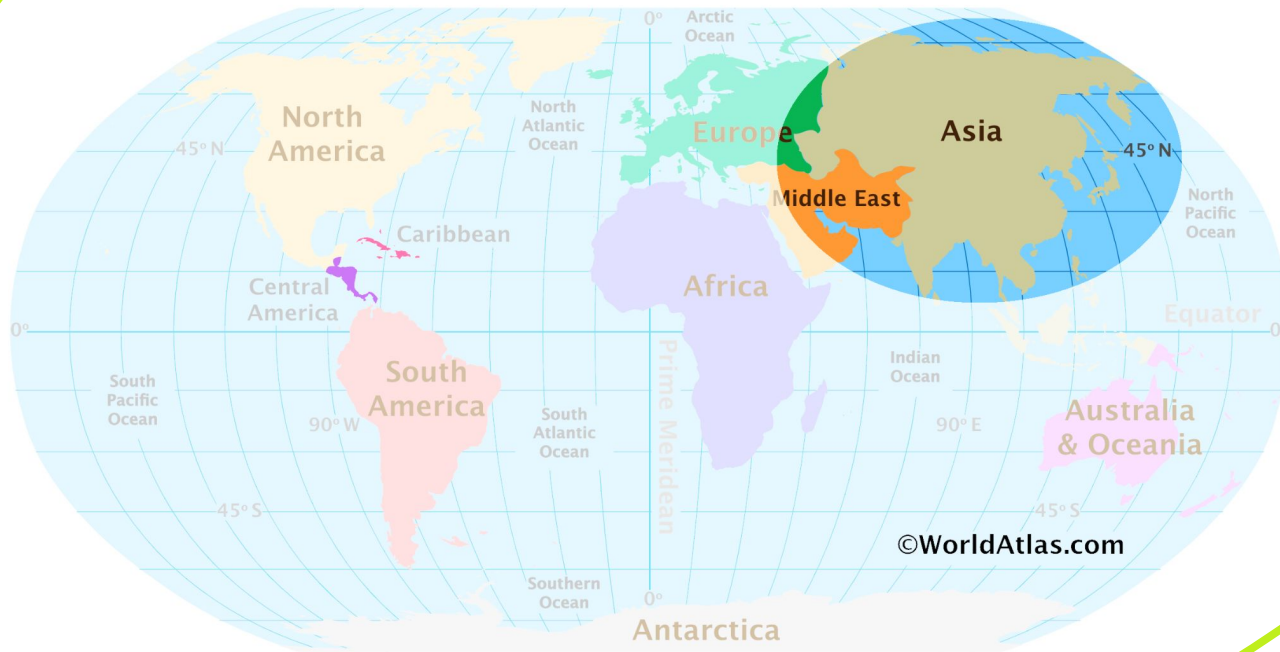 0°
Arctic
Ocean
North
America
North
Atlantic
Ocean
Europe
Asia
45° N
45° N
Middle East
North
Pacific
Ocean
Caribbean
Central
America
Africa
Equator
0°
0°
Prime Meridean
Indian
Ocean
South
Pacific
Ocean
South
America
South
Atlantic
Ocean
90° W
90° E
Australia
& Oceania
45° S
45° S
©WorldAtlas.com
Southern
Ocean
0°
Antarctica